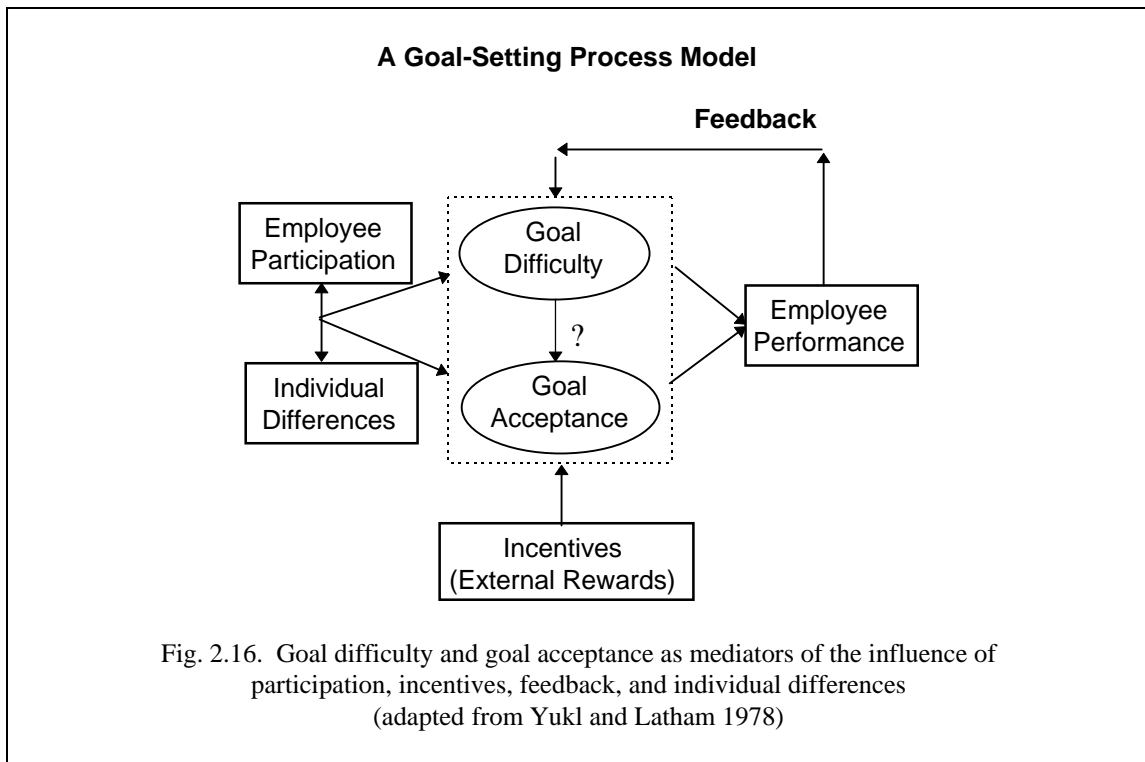 A Goal-Setting Process Model
Feedback
Employee
Participation
Goal
Difficulty
Employee
Performance
?
Individual
Differences
Goal
Acceptance
Incentives
(External Rewards)
Fig. 2.16. Goal difficulty and goal acceptance as mediators of the influence of
participation, incentives, feedback, and individual differences
(adapted from Yukl and Latham 1978)